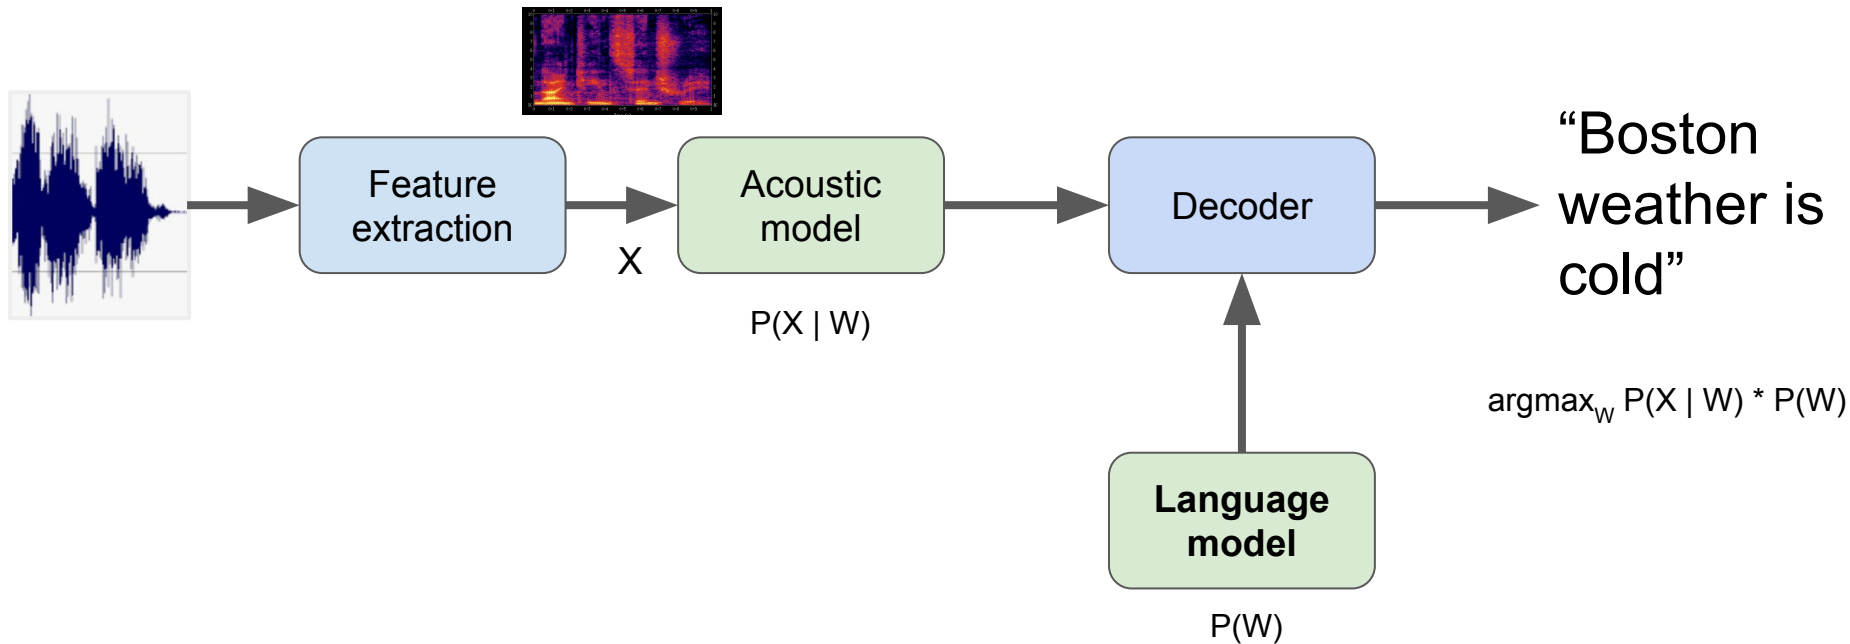 Feature
extraction
X
Acoustic
model
P(X | W)
Decoder
Language
model
P(W)
“Boston
weather is
cold”
argmax_W P(X | W) * P(W)